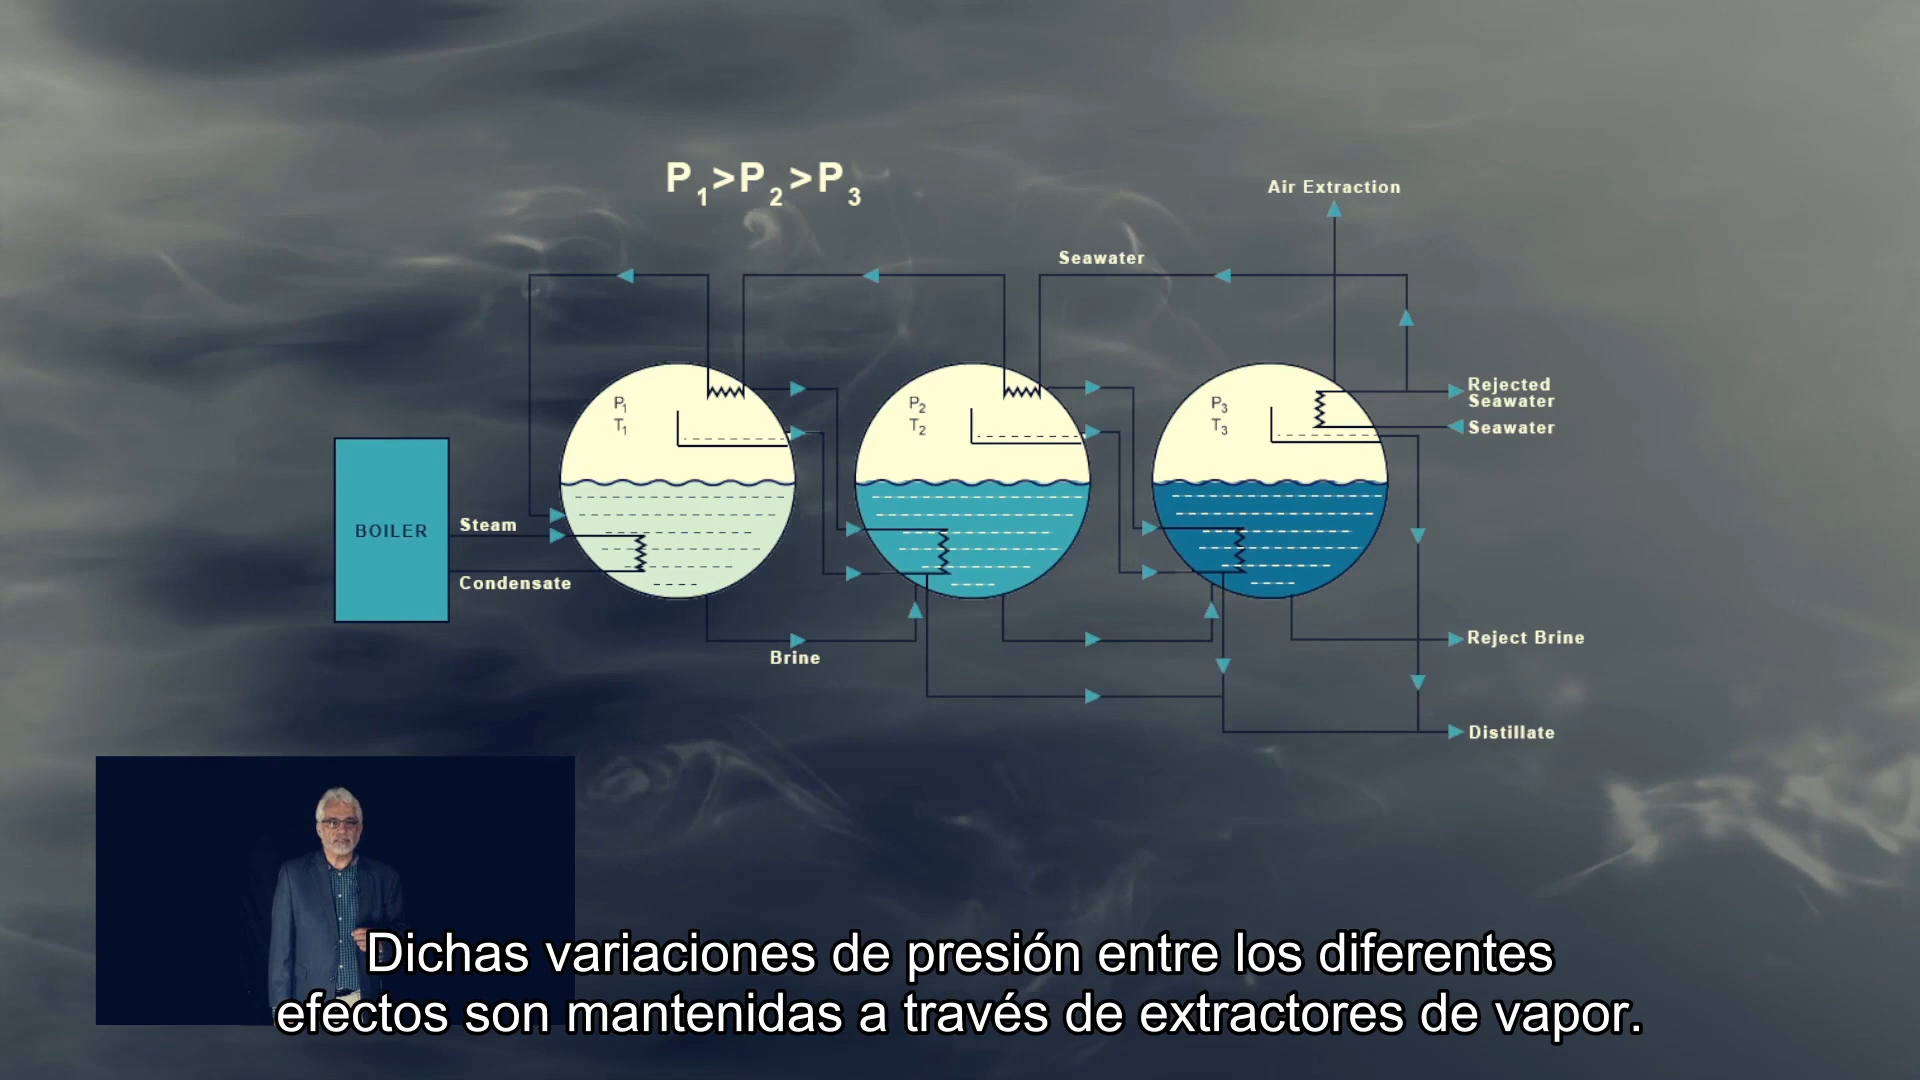 P1>P2>P3
Air Extraction
Seawater
P1
T1
P2
T2
P3
T3
Rejected
Seawater
Seawater
BOILER
Steam
Condensate
Brine
Reject Brine
Distillate
Dichas variaciones de presión entre los diferentes
efectos son mantenidas a través de extractores de vapor.